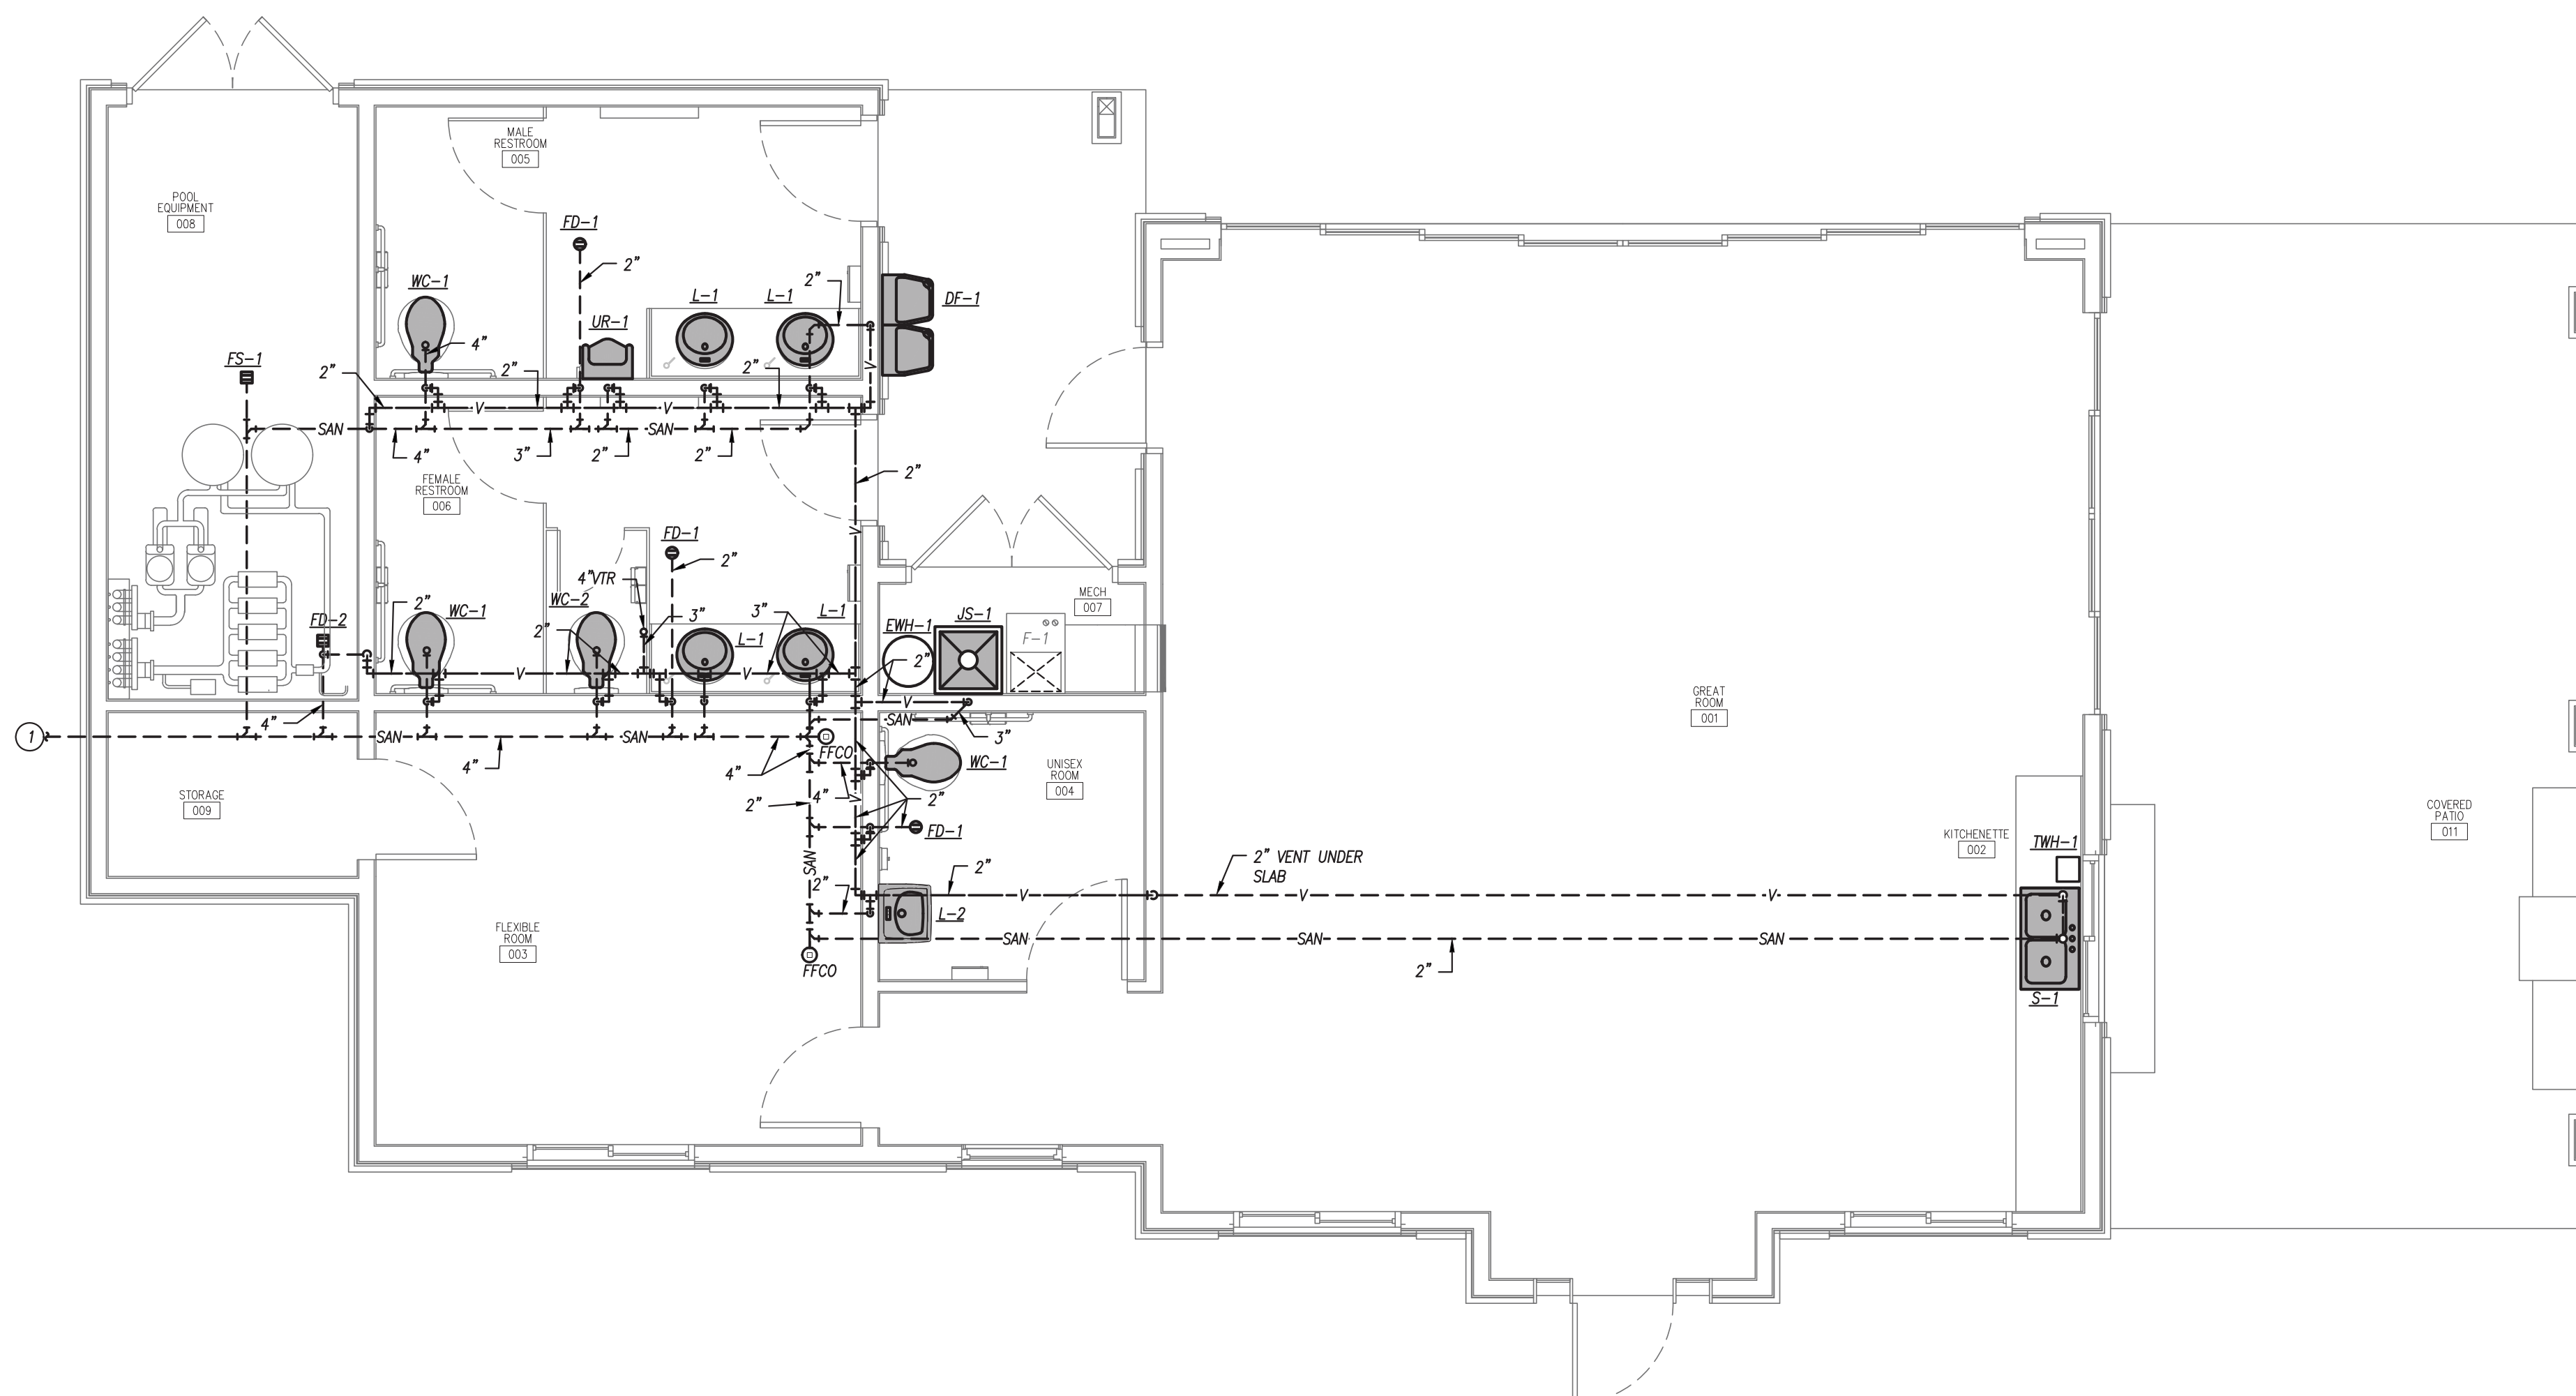 MALE
RESTROOM
005
POOL
EQUIPMENT
008
FD-1
2”
WC-1
L-1
L-1
2”
DF-1
UR-1
4”
FS-1
2”
2”
2”
V
V
V
SAN
SAN
4”
3”
2”
2”
2”
FEMALE
RESTROOM
006
V
FD-1
2”
4”VTR
MECH
007
2”
WC-1
WC-2
3”
3”
L-1
JS-1
FD-2
2”
L-1
EWH-1
F-1
2”
V
V
V
GREAT
ROOM
001
4”
SAN
1
SAN
SAN
3”
FFCO
4”
4”
WC-1
UNISEX
ROOM
004
STORAGE
009
2”
4”
V
2”
COVERED
PATIO
011
FD-1
KITCHENETTE
002
TWH-1
SAN
2” VENT UNDER
SLAB
2”
2”
V
V
V
L-2
FLEXIBLE
ROOM
003
SAN
SAN
SAN
FFCO
2”
S-1